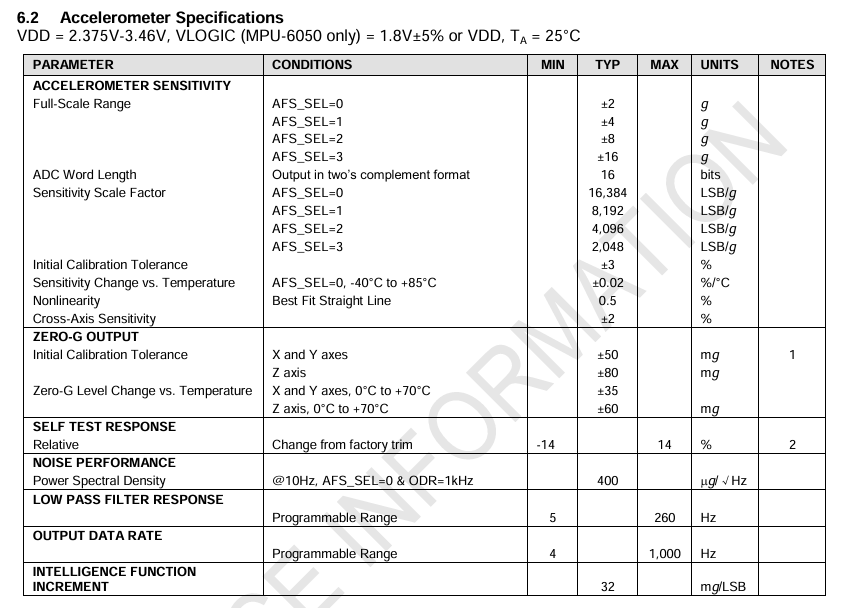 6.2 Accelerometer Specifications
VDD = 2.375V-3.46V, VLOGIC (MPU-6050 only) = 1.8V±5% or VDD, TA = 25°C
PARAMETER CONDITIONS MIN TYP MAX UNITS NOTES
ACCELEROMETER SENSITIVITY
Full-Scale Range AFS_SEL=0 ±2 g
AFS_SEL=1 ±4 g
AFS_SEL=2 ±8 g
AFS_SEL=3 ±16 g
ADC Word Length Output in two's complement format 16 bits
Sensitivity Scale Factor AFS_SEL=0 16,384 LSB/g
AFS_SEL=1 8,192 LSB/g
AFS_SEL=2 4,096 LSB/g
AFS_SEL=3 2,048 LSB/g
Initial Calibration Tolerance ±3 %
Sensitivity Change vs. Temperature AFS_SEL=0, -40°C to +85°C ±0.02 %/°C
Nonlinearity Best Fit Straight Line 0.5 %
Cross-Axis Sensitivity ±2 %
ZERO-G OUTPUT
Initial Calibration Tolerance X and Y axes ±50 mg 1
Z axis ±80 mg
Zero-G Level Change vs. Temperature X and Y axes, 0°C to +70°C ±35
Z axis, 0°C to +70°C ±60 mg
SELF TEST RESPONSE
Relative Change from factory trim -14 14 % 2
NOISE PERFORMANCE
Power Spectral Density @10Hz, AFS_SEL=0 & ODR=1kHz 400 µg/√Hz
LOW PASS FILTER RESPONSE
Programmable Range 5 260 Hz
OUTPUT DATA RATE
Programmable Range 4 1,000 Hz
INTELLIGENCE FUNCTION
INCREMENT 32 mg/LSB
CE INFORMATION